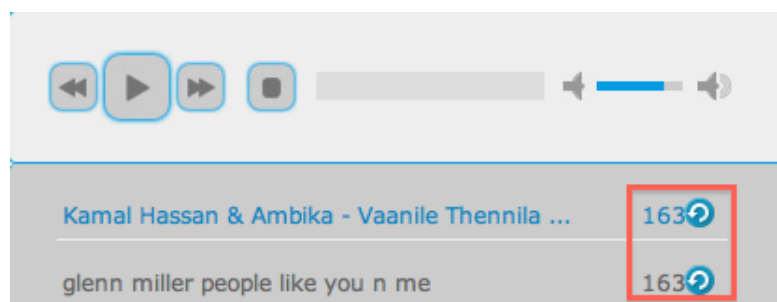 Kamal Hassan & Ambika - Vaanile Thennila ... 163
glenn miller people like you n me 163